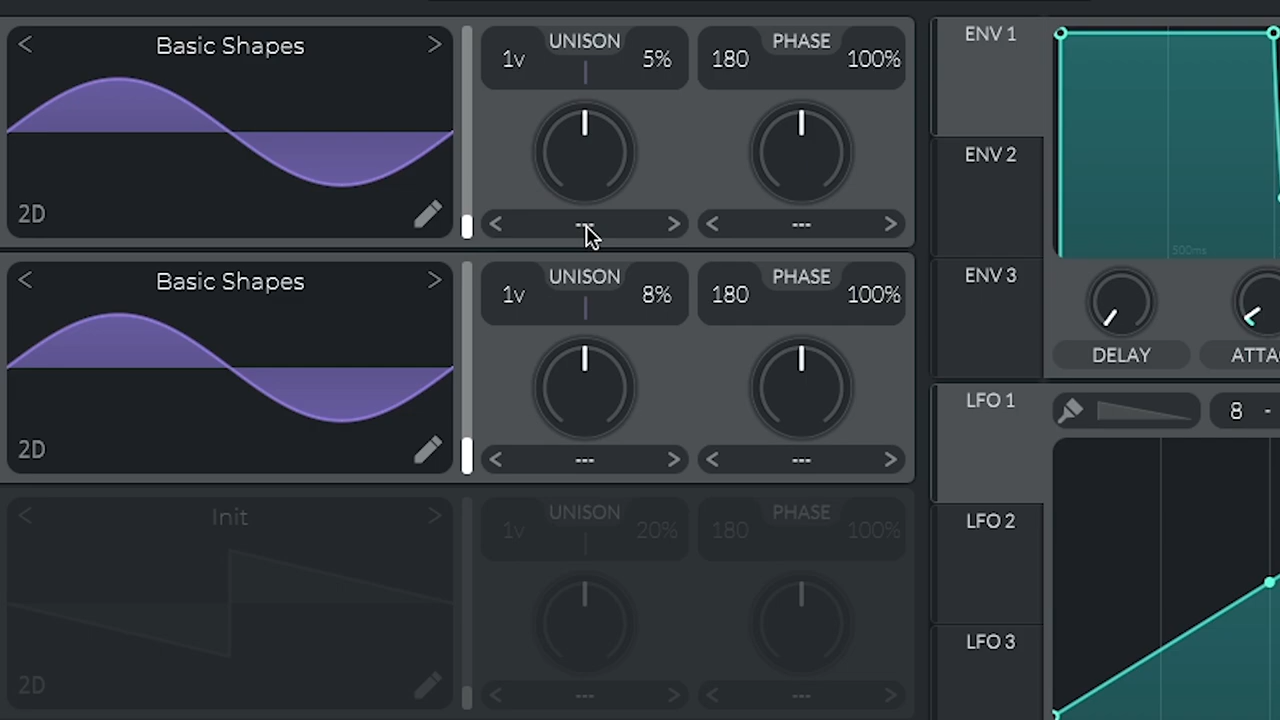 Basic Shapes
UNISON
1v 5%
PHASE
180 100%
---
---
2D
Basic Shapes
UNISON
1v 8%
PHASE
180 100%
---
---
2D
Init
UNISON
1v 20%
PHASE
180 100%
---
---
2D
ENV 1
ENV 2
ENV 3
500ms
DELAY ATTA
LFO 1
8 -
LFO 2
LFO 3